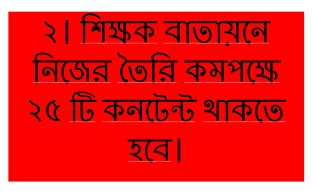 ২। শিক্ষক বাতায়নে
নিজের তৈরি কমপক্ষে
২৫ টি কনটেন্ট থাকতে
হবে।